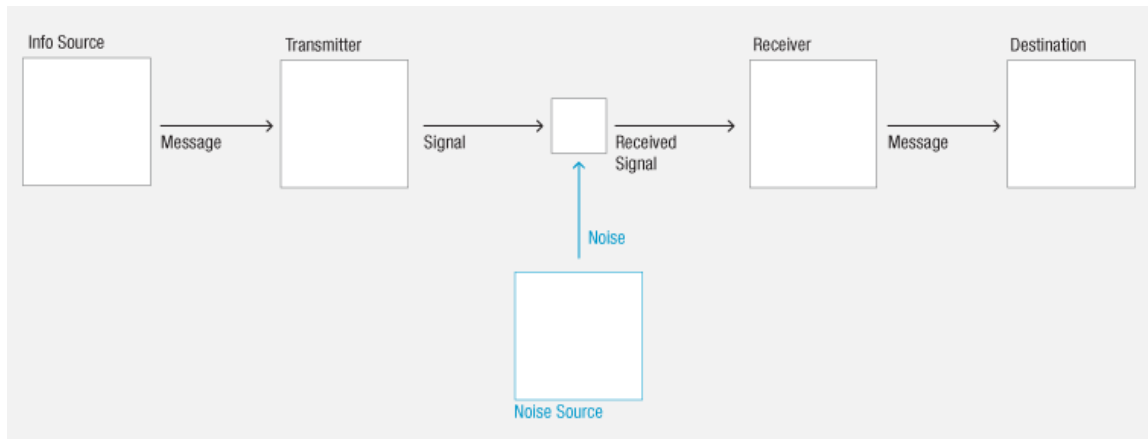 Info Source
Transmitter
Receiver
Destination
Message
Signal
Received
Signal
Message
Noise
Noise Source